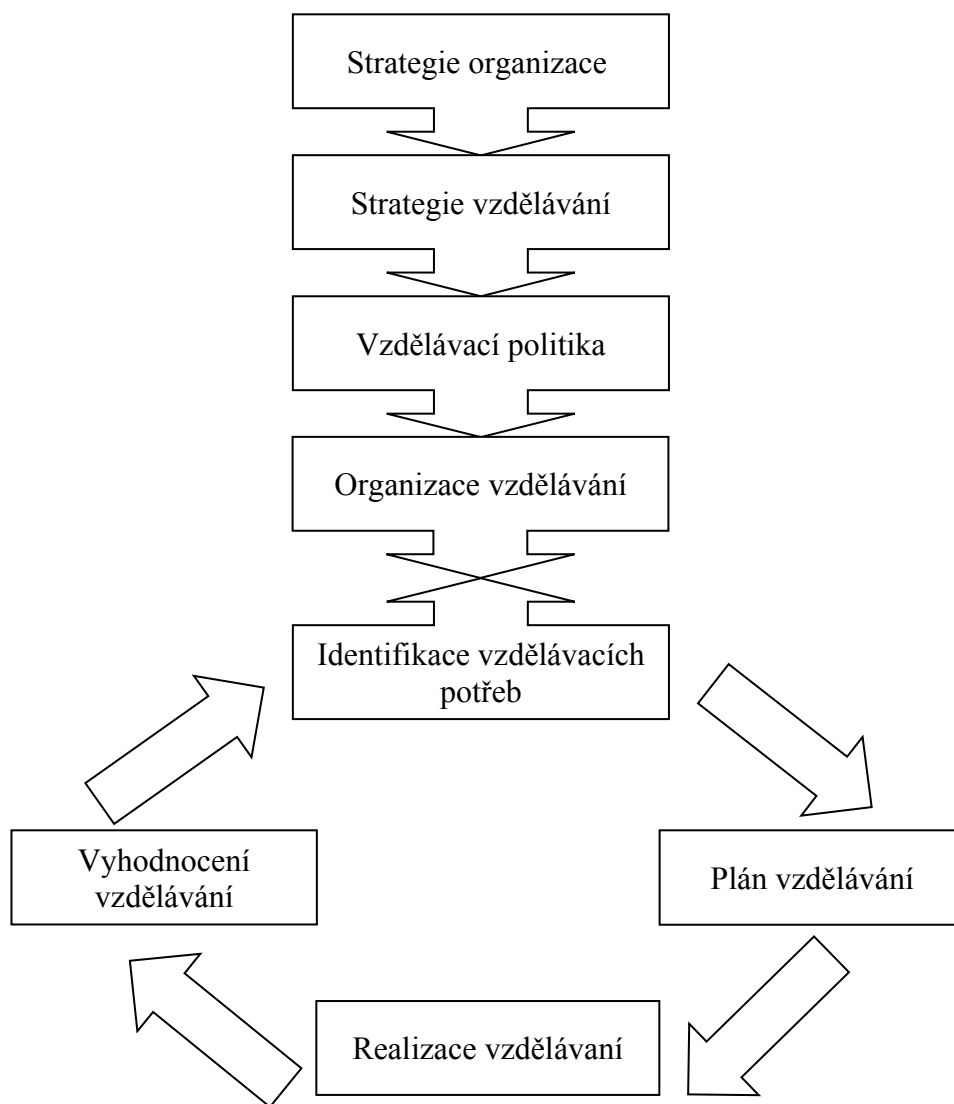 Strategie organizace
Strategie vzdělávání
Vzdělávací politika
Organizace vzdělávání
Identifikace vzdělávacích
potřeb
Vyhodnocení
vzdělávání
Plán vzdělávání
Realizace vzdělávaní